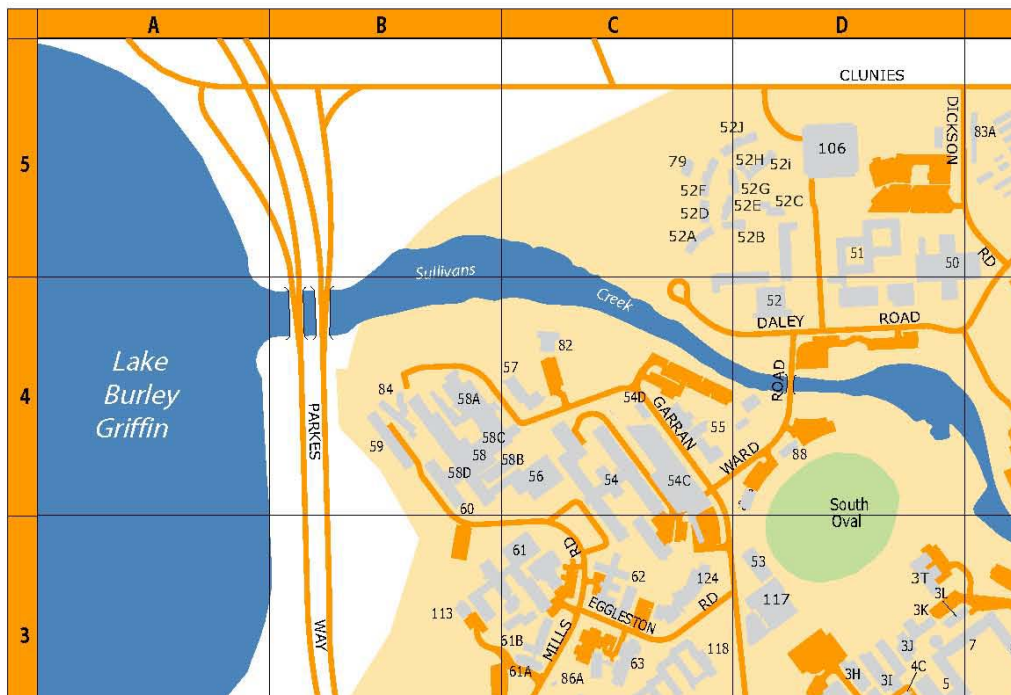 A
B
C
D
5
4
3
CLUNIES
DICKSON
RD
83A
52J
106
79
52H
52i
52F
52G
52E
52C
52D
52A
52B
51
50
Sullivans
Creek
52
DALEY
ROAD
Lake
Burley
Griffin
PARKES
WAY
82
57
84
58A
54D
GARRAN
ROAD
55
WARD
88
59
58C
58
58B
58D
56
54
54C
60
South
Oval
61
RD
53
62
124
117
3T
3L
3K
113
EGGLESTON
RD
61B
MILLS
61A
86A
63
118
3J
7
4C
3H
3I
5